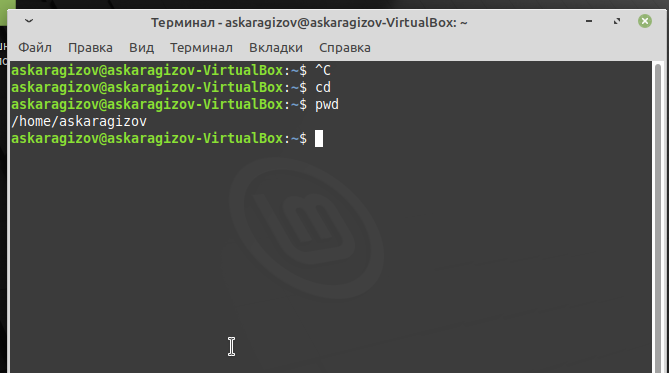 Терминал - askaragizov@askaragizov-VirtualBox: ~
Файл Правка Вид Терминал Вкладки Справка
askaragizov@askaragizov-VirtualBox:~$ ^C
askaragizov@askaragizov-VirtualBox:~$ cd
askaragizov@askaragizov-VirtualBox:~$ pwd
/home/askaragizov
askaragizov@askaragizov-VirtualBox:~$